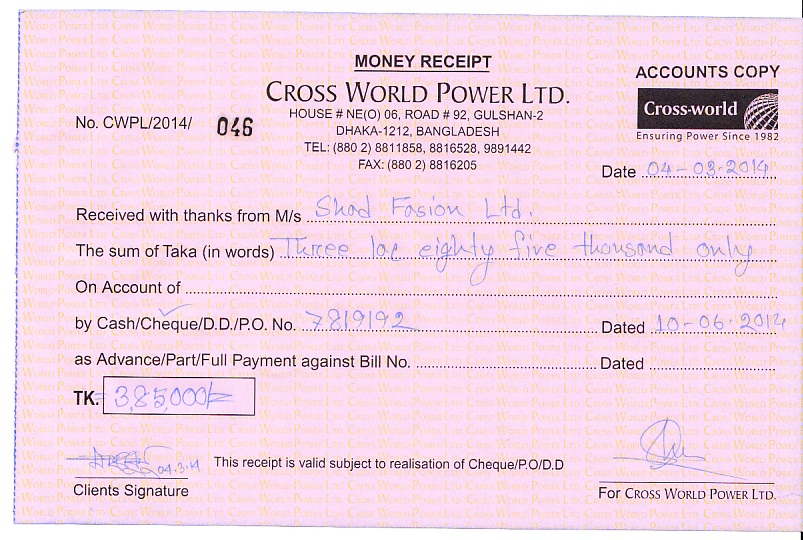 MONEY RECEIPT
CROSS WORLD POWER LTD.
HOUSE # NE(O) 06, ROAD # 92, GULSHAN-2
DHAKA-1212, BANGLADESH
TEL: (880 2) 8811858, 8816528, 9891442
FAX: (880 2) 8816205
ACCOUNTS COPY
Cross-world
Ensuring Power Since 1982
No. CWPL/2014/ 046
Date 04-03-2014
Received with thanks from M/s Shad Fasion Ltd.
The sum of Taka (in words) Three lac eighty five thousand only
On Account of
by Cash/Cheque/D.D./P.O. No. 7819192 Dated 10-06-2014
as Advance/Part/Full Payment against Bill No. Dated
TK. 3,85,000/=
04.3.14
This receipt is valid subject to realisation of Cheque/P.O/D.D
Clients Signature
For CROSS WORLD POWER LTD.